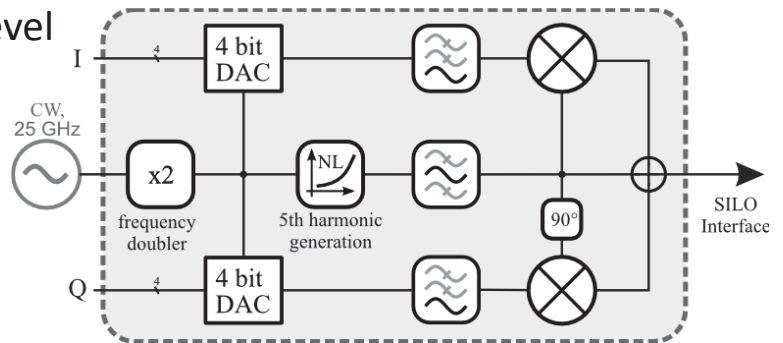 evel
I
4
4 bit
DAC
CW,
25 GHz
x2
NL
frequency
doubler
5th harmonic
generation
90°
SILO
Interface
Q
4
4 bit
DAC